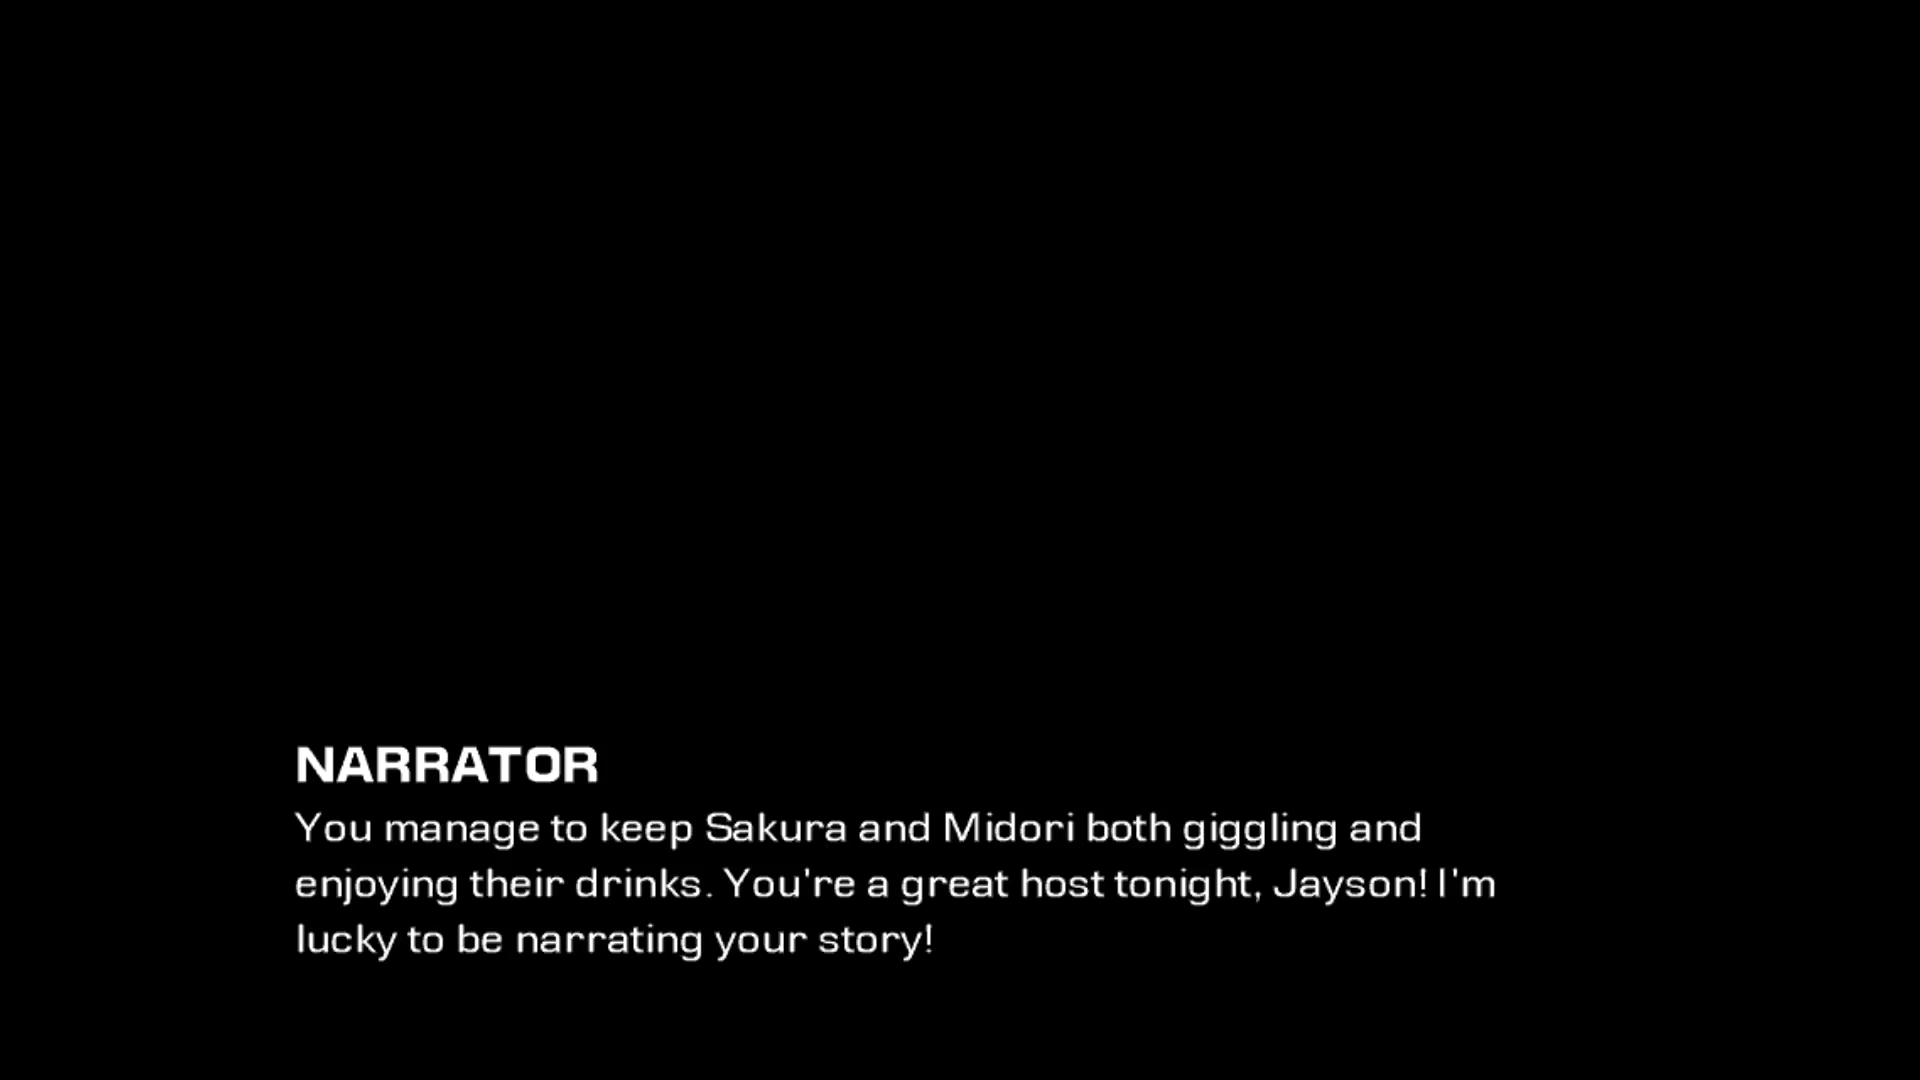 NARRATOR
You manage to keep Sakura and Midori both giggling and
enjoying their drinks. You're a great host tonight, Jayson! I'm
lucky to be narrating your story!